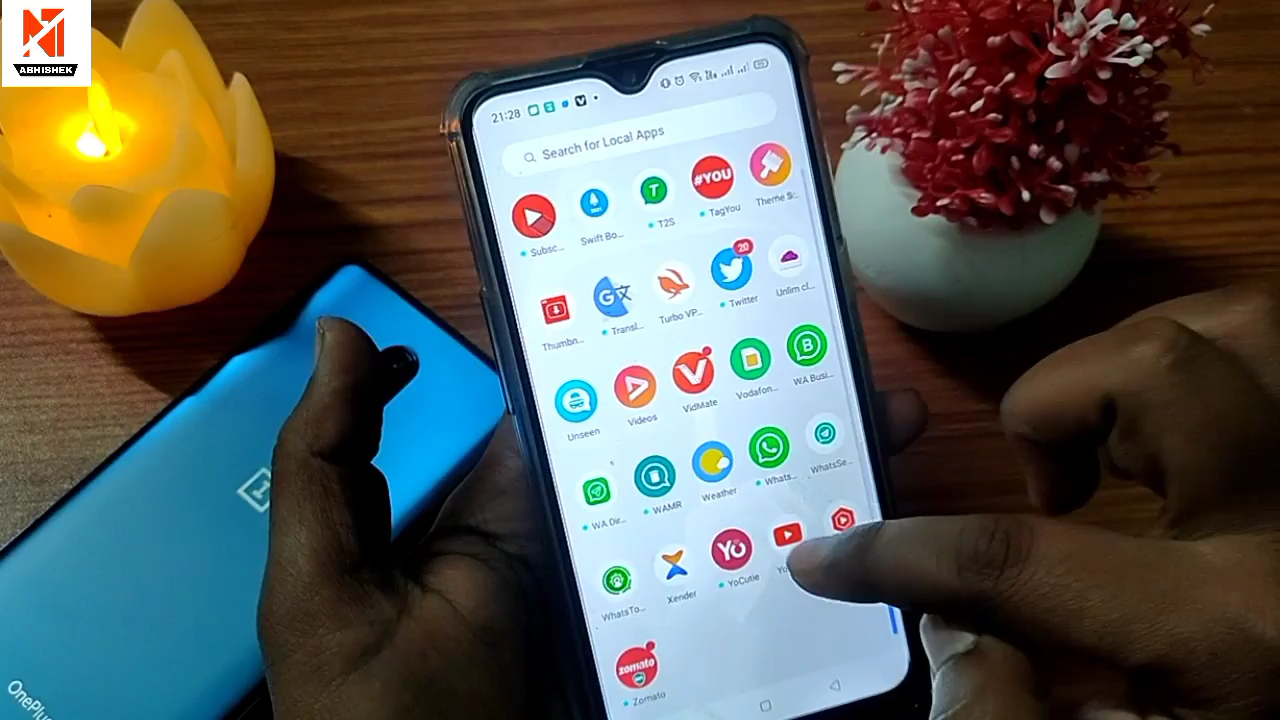 ABHISHEK
21:28
Search for Local Apps
Subsc...
Swift Bo...
T
T2S
#YOU
TagYou
Theme S...
Thumbn...
G
Transl...
Turbo VP...
20
Twitter
Unlim cl...
Unseen
Videos
VidMate
Vodafon...
B
WA Busi...
WA Dir...
WAMR
Weather
Whats...
WhatsSe...
WhatsTo...
Xender
YO
YoCutie
zomato
Zomato
OnePlus